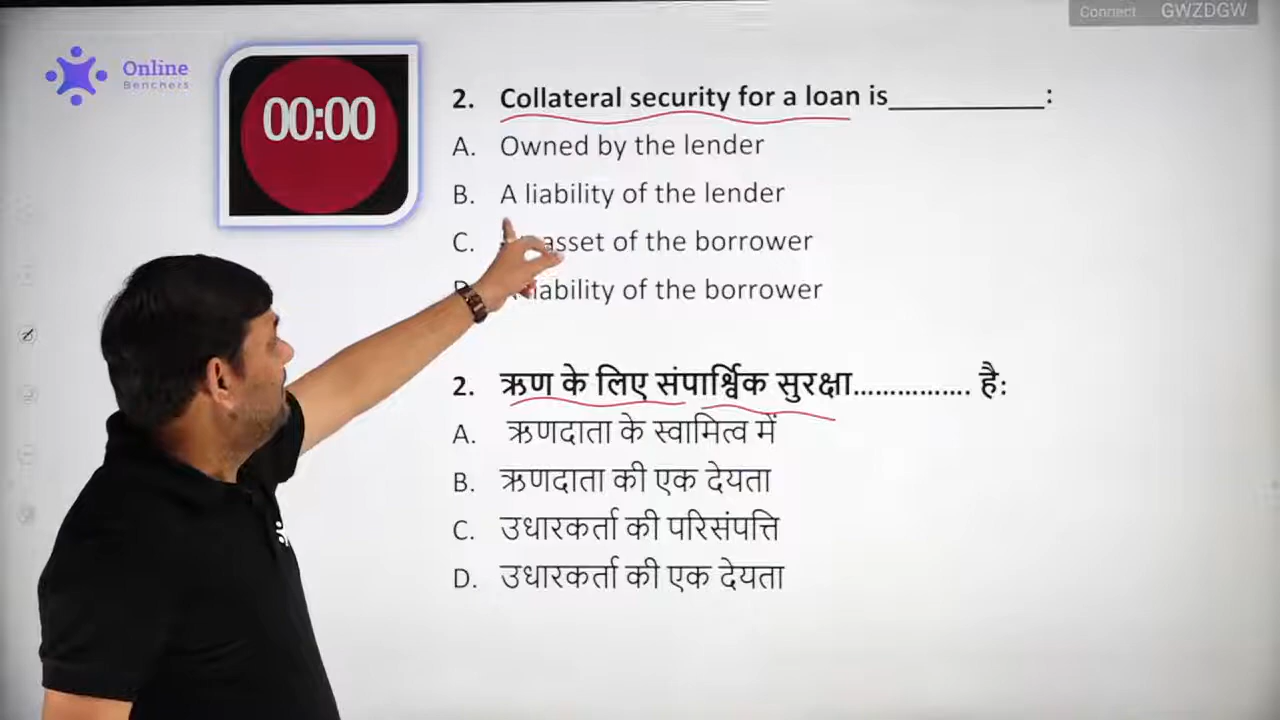 Connect GWZDGW
Online
Benchers
00:00
2. Collateral security for a loan is___________:
A. Owned by the lender
B. A liability of the lender
C. asset of the borrower
liability of the borrower
2. ऋण के लिए संपार्श्विक सुरक्षा................ है:
A. ऋणदाता के स्वामित्व में
B. ऋणदाता की एक देयता
C. उधारकर्ता की परिसंपत्ति
D. उधारकर्ता की एक देयता